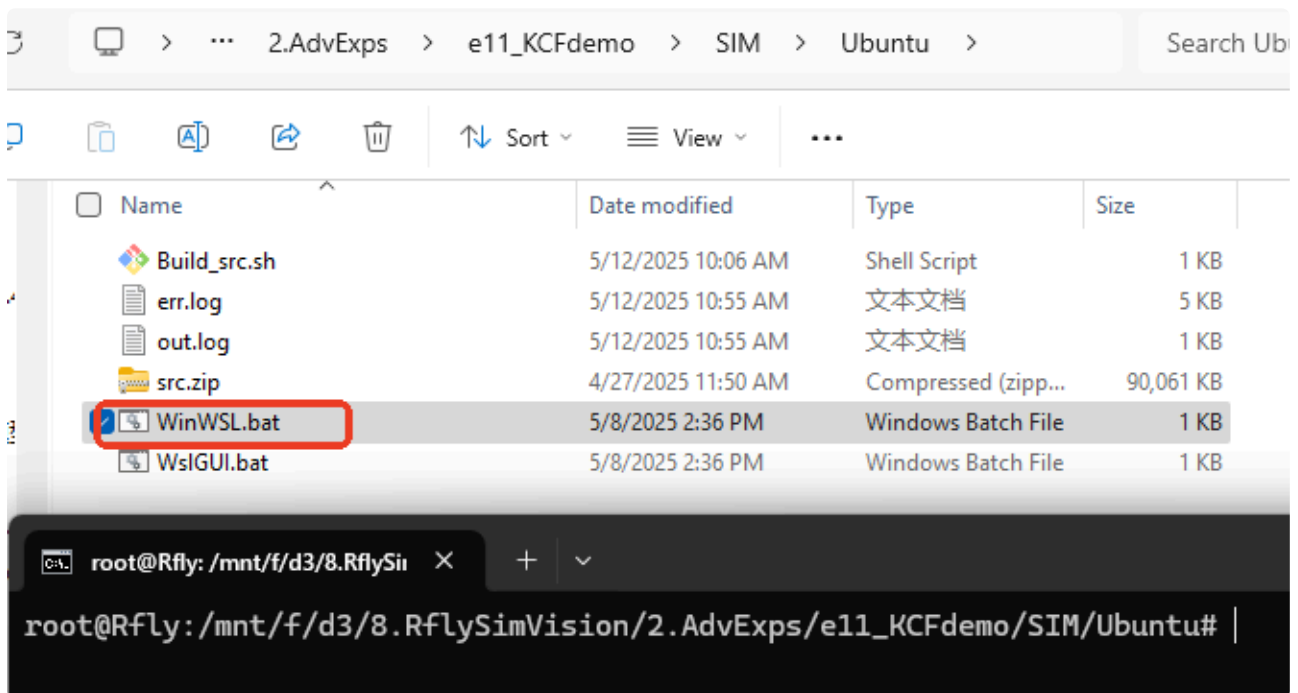 ··· 2.AdvExps > e11_KCFdemo > SIM > Ubuntu > Search Ub
Sort View ···
Name Date modified Type Size
Build_src.sh 5/12/2025 10:06 AM Shell Script 1 KB
err.log 5/12/2025 10:55 AM 文本文档 5 KB
out.log 5/12/2025 10:55 AM 文本文档 1 KB
src.zip 4/27/2025 11:50 AM Compressed (zipp... 90,061 KB
WinWSL.bat 5/8/2025 2:36 PM Windows Batch File 1 KB
WslGUI.bat 5/8/2025 2:36 PM Windows Batch File 1 KB
root@Rfly: /mnt/f/d3/8.RflySi
root@Rfly:/mnt/f/d3/8.RflySimVision/2.AdvExps/e11_KCFdemo/SIM/Ubuntu#